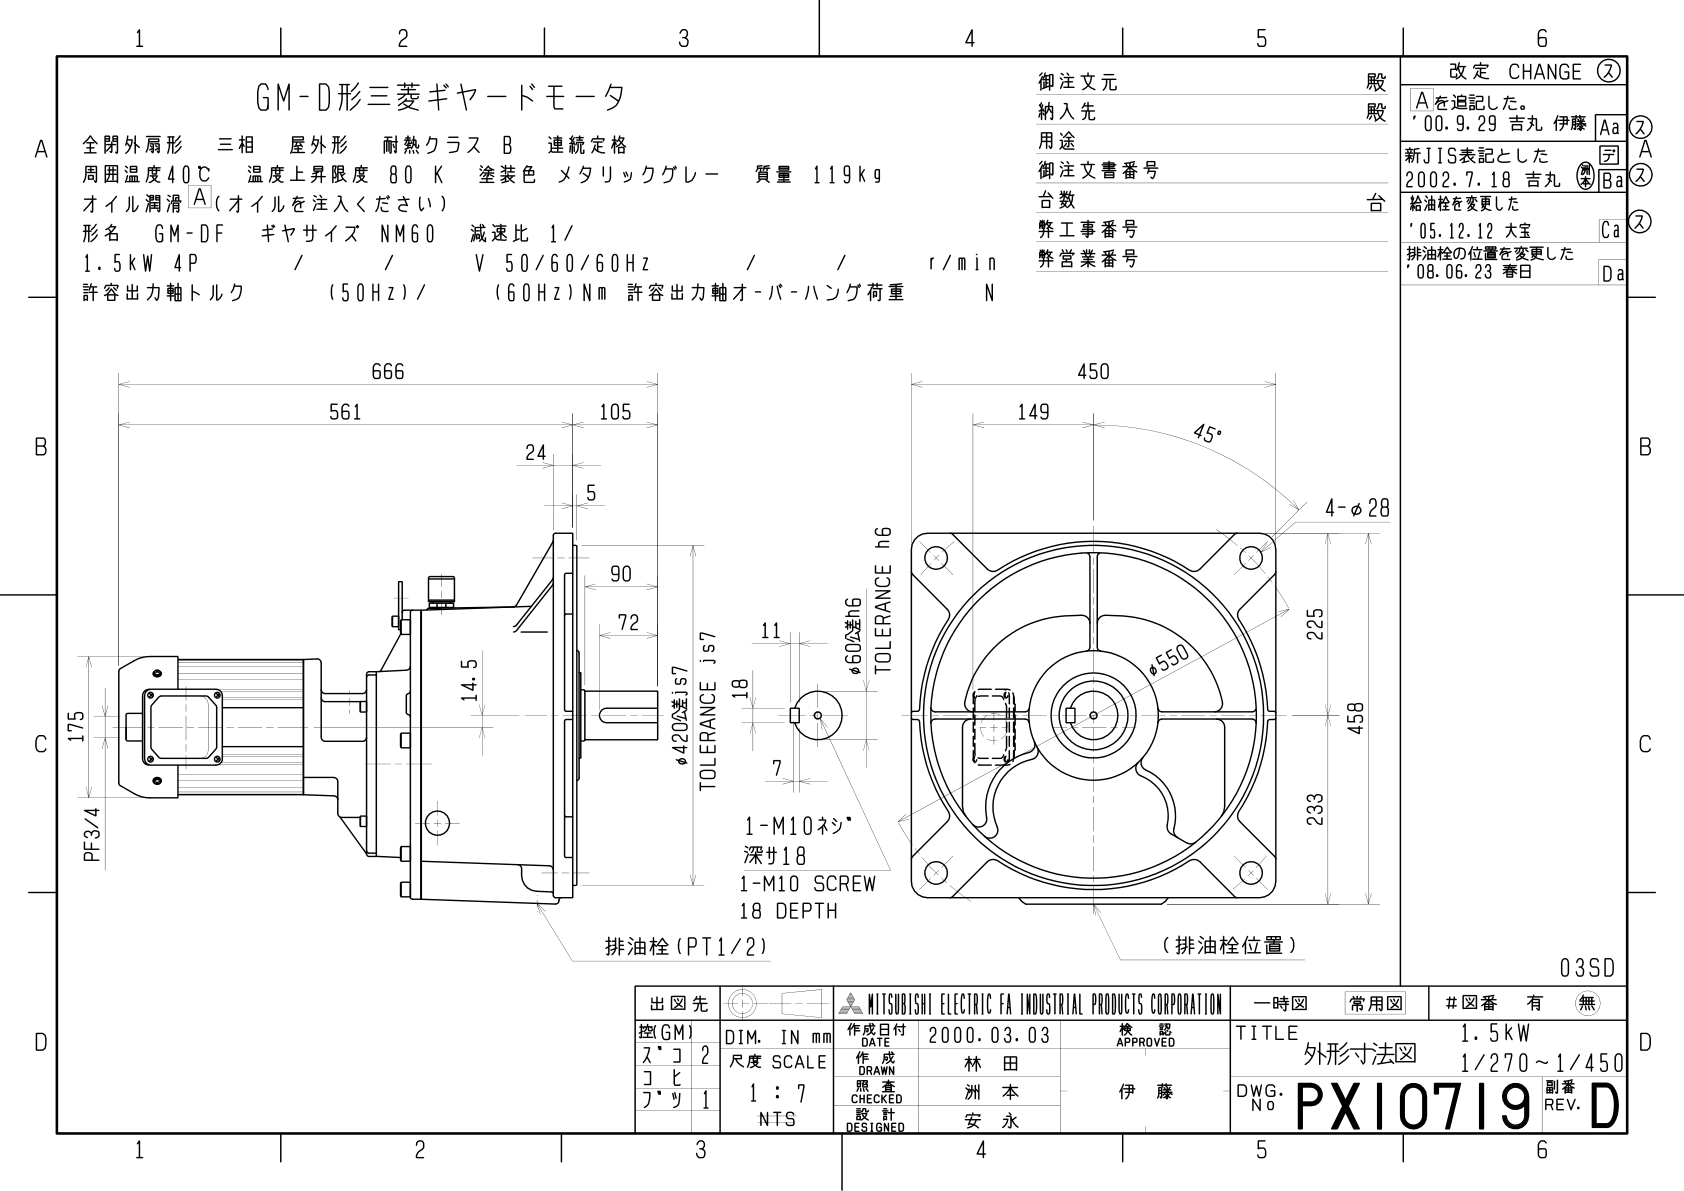 1 2 3 4 5 6
GM-D形三菱ギヤードモータ
全閉外扇形 三相 屋外形 耐熱クラス B 連続定格
周囲温度40℃ 温度上昇限度 80 K 塗装色 メタリックグレー 質量 119kg
オイル潤滑 A (オイルを注入ください)
形名 GM-DF ギヤサイズ NM60 減速比 1/
1.5kW 4P / / V 50/60/60Hz / / r/min
許容出力軸トルク (50Hz)/ (60Hz)Nm 許容出力軸オ-バ-ハング荷重 N
御注文元 殿
納入先 殿
用途
御注文書番号
台数 台
弊工事番号
弊営業番号
改定 CHANGE ス
Aを追記した。
'00.9.29 吉丸 伊藤 Aa ス
新JIS表記とした デ
2002.7.18 吉丸 洲本 Ba ス
給油栓を変更した
'05.12.12 大宝 Ca ス
排油栓の位置を変更した
'08.06.23 春日 Da
A
A
B
B
C
C
D
D
666
561
105
24
5
90
72
14.5
175
PF3/4
φ420公差js7
TOLERANCE js7
排油栓(PT1/2)
11
18
7
φ60公差h6
TOLERANCE h6
1-M10ネジ
深サ18
1-M10 SCREW
18 DEPTH
450
149
45°
4-φ28
φ550
225
458
233
(排油栓位置)
03SD
出図先
控(GM)
ズコ 2
コヒ
ブツ 1
DIM. IN mm
尺度 SCALE
1 : 7
NTS
MITSUBISHI ELECTRIC FA INDUSTRIAL PRODUCTS CORPORATION
作成日付 DATE 2000.03.03
作成 DRAWN 林田
照査 CHECKED 洲本
設計 DESIGNED 安永
検認 APPROVED
伊藤
一時図 常用図 #図番 有 無
TITLE 1.5kW
外形寸法図 1/270~1/450
DWG. No PX10719 副番 REV. D
1 2 3 4 5 6